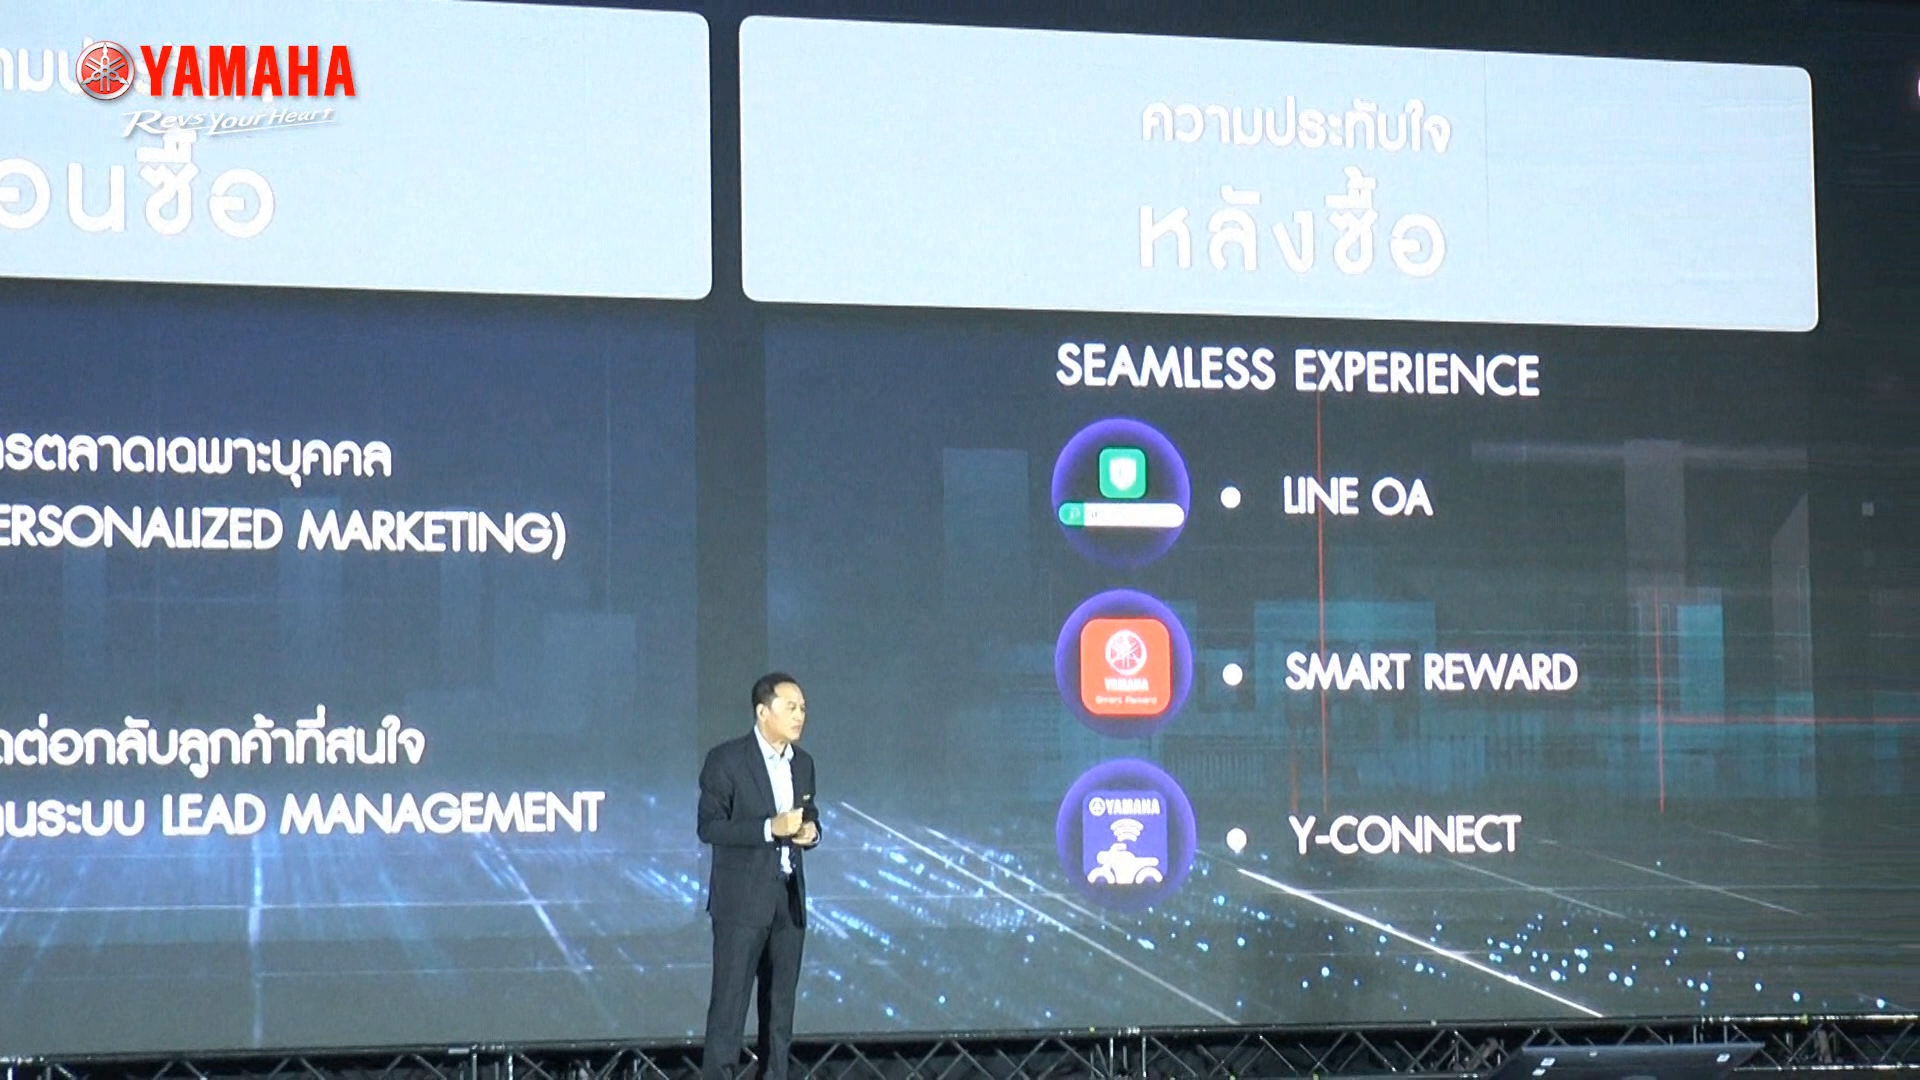 YAMAHA
Revs Your Heart
อนซื้อ
รตลาดเฉพาะบุคคล
ERSONALIZED MARKETING)
ต่อกลับลูกค้าที่สนใจ
นระบบ LEAD MANAGEMENT
ความประทับใจ
หลังซื้อ
SEAMLESS EXPERIENCE
• LINE OA
YAMAHA
Smart Reward
• SMART REWARD
YAMAHA
• Y-CONNECT